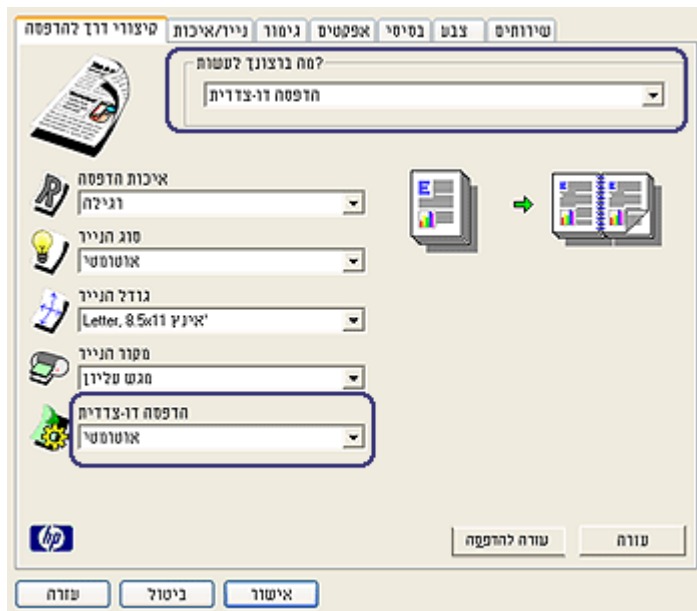 קיצורי דרך להדפסה
נייר/איכות
גימור
אפקטים
בסיסי
צבע
שירותים
מה ברצונך לעשות?
הדפסה דו-צדדית
איכות הדפסה
רגילה
סוג הנייר
אוטומטי
גודל הנייר
Letter, 8.5x11 אינץ'
מקור הנייר
מגש עליון
הדפסה דו-צדדית
אוטומטי
E
E
E
hp
עזרה להדפסה
עזרה
אישור
ביטול
עזרה